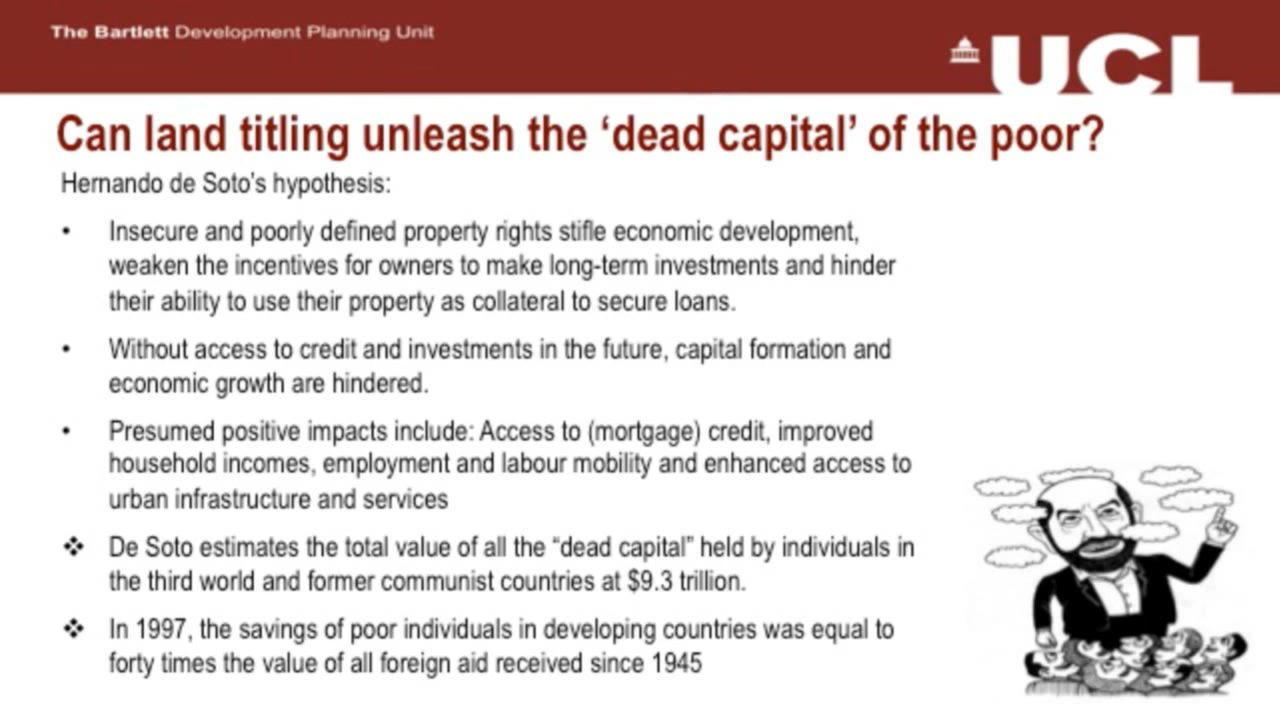 The Bartlett Development Planning Unit
UCL
Can land titling unleash the ‘dead capital’ of the poor?
Hernando de Soto’s hypothesis:
• Insecure and poorly defined property rights stifle economic development,
weaken the incentives for owners to make long-term investments and hinder
their ability to use their property as collateral to secure loans.
• Without access to credit and investments in the future, capital formation and
economic growth are hindered.
• Presumed positive impacts include: Access to (mortgage) credit, improved
household incomes, employment and labour mobility and enhanced access to
urban infrastructure and services
❖ De Soto estimates the total value of all the “dead capital” held by individuals in
the third world and former communist countries at $9.3 trillion.
❖ In 1997, the savings of poor individuals in developing countries was equal to
forty times the value of all foreign aid received since 1945